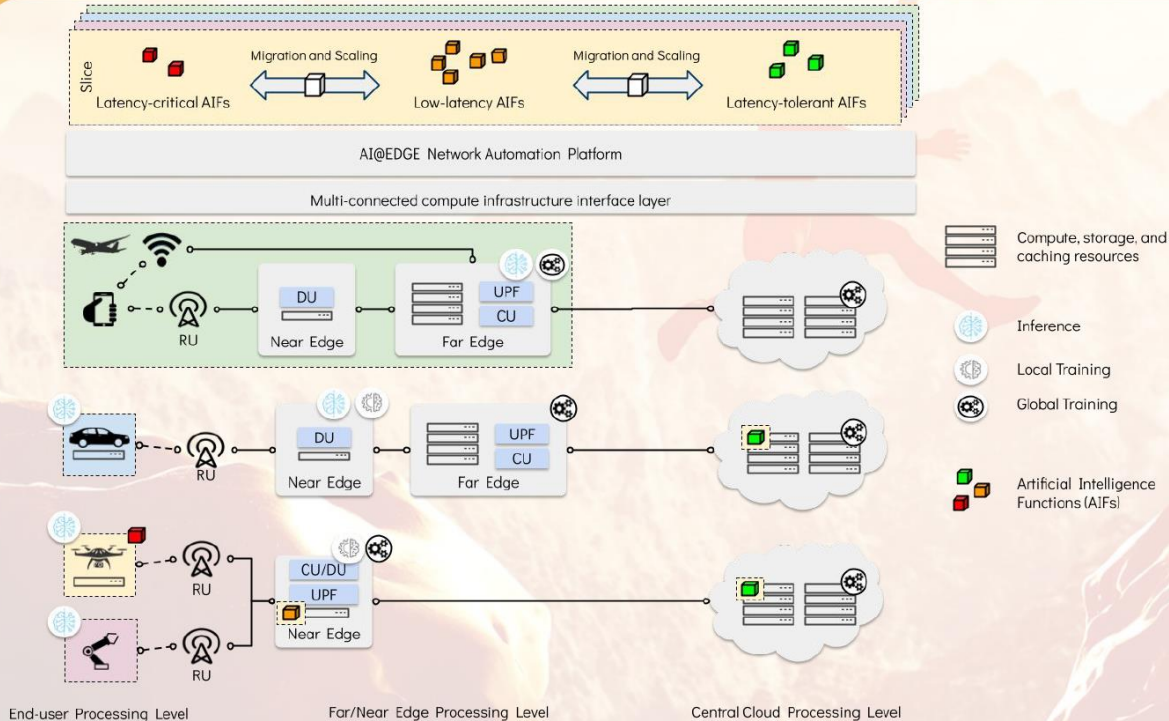 Slice
Migration and Scaling
Migration and Scaling
Latency-critical AIFs
Low-latency AIFs
Latency-tolerant AIFs
AI@EDGE Network Automation Platform
Multi-connected compute infrastructure interface layer
DU
UPF
CU
RU
Near Edge
Far Edge
Compute, storage, and
caching resources
Inference
Local Training
Global Training
DU
UPF
CU
RU
Near Edge
Far Edge
Artificial Intelligence
Functions (AIFs)
RU
CU/DU
UPF
Near Edge
RU
End-user Processing Level
Far/Near Edge Processing Level
Central Cloud Processing Level